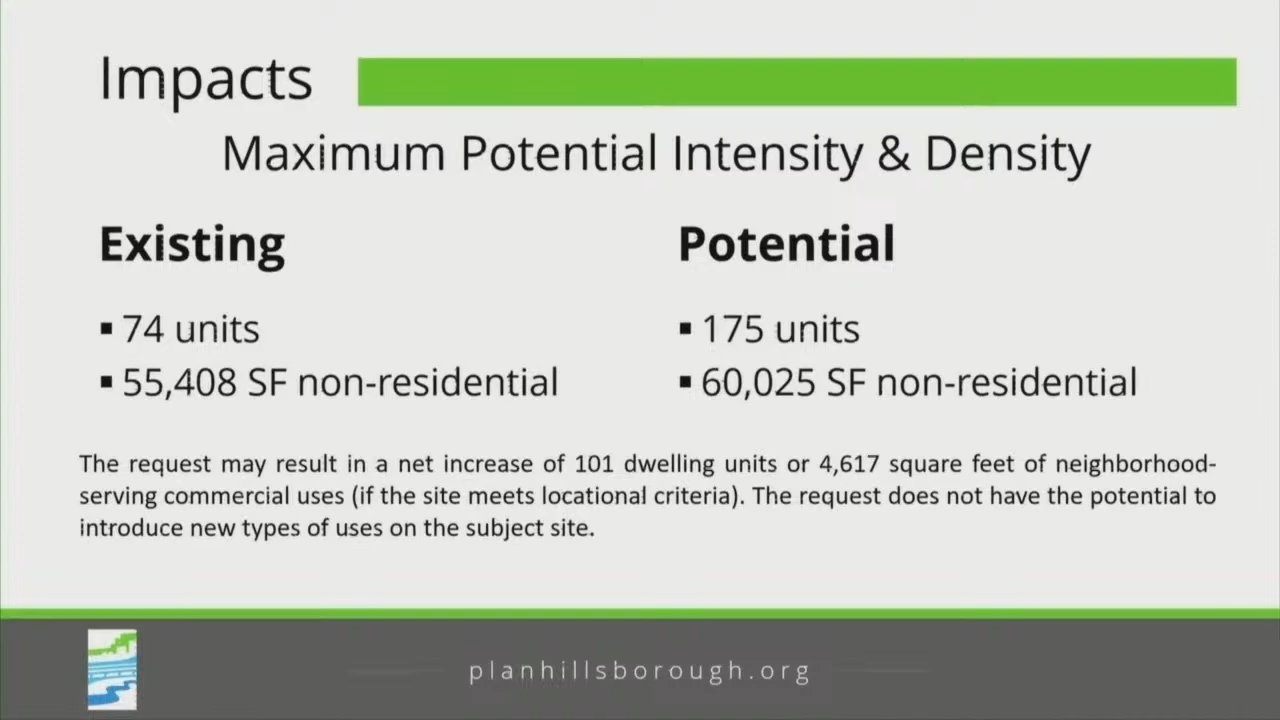 Impacts
Maximum Potential Intensity & Density
Existing
▪ 74 units
▪ 55,408 SF non-residential
Potential
▪ 175 units
▪ 60,025 SF non-residential
The request may result in a net increase of 101 dwelling units or 4,617 square feet of neighborhood-
serving commercial uses (if the site meets locational criteria). The request does not have the potential to
introduce new types of uses on the subject site.
planhillsborough.org